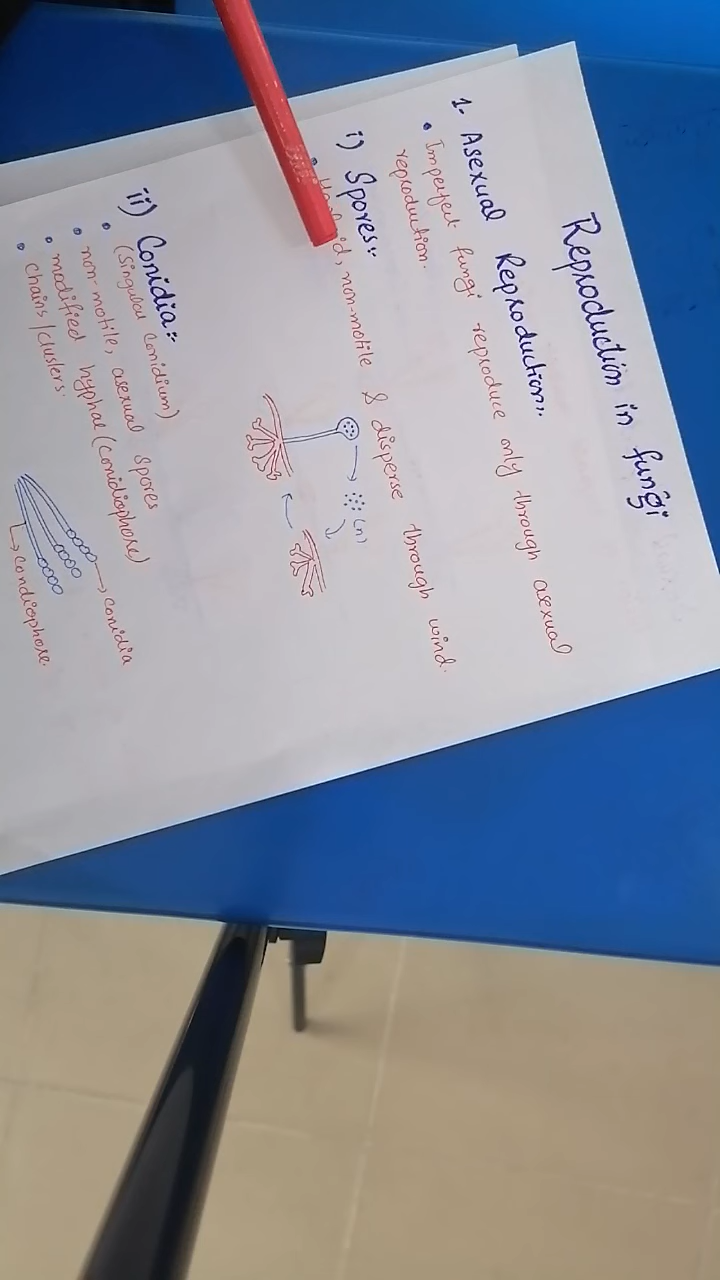 Reproduction in fungi
1- Asexual Reproduction:-
• Imperfect fungi reproduce only through asexual
reproduction.
i) Spores:-
non-motile & disperse through wind.
(n)
ii) Conidia:-
• (Singular Conidium)
• non-motile, asexual spores
• modified hyphae (conidiophore)
• chains/clusters.
→ Conidia
→ Condiophore.